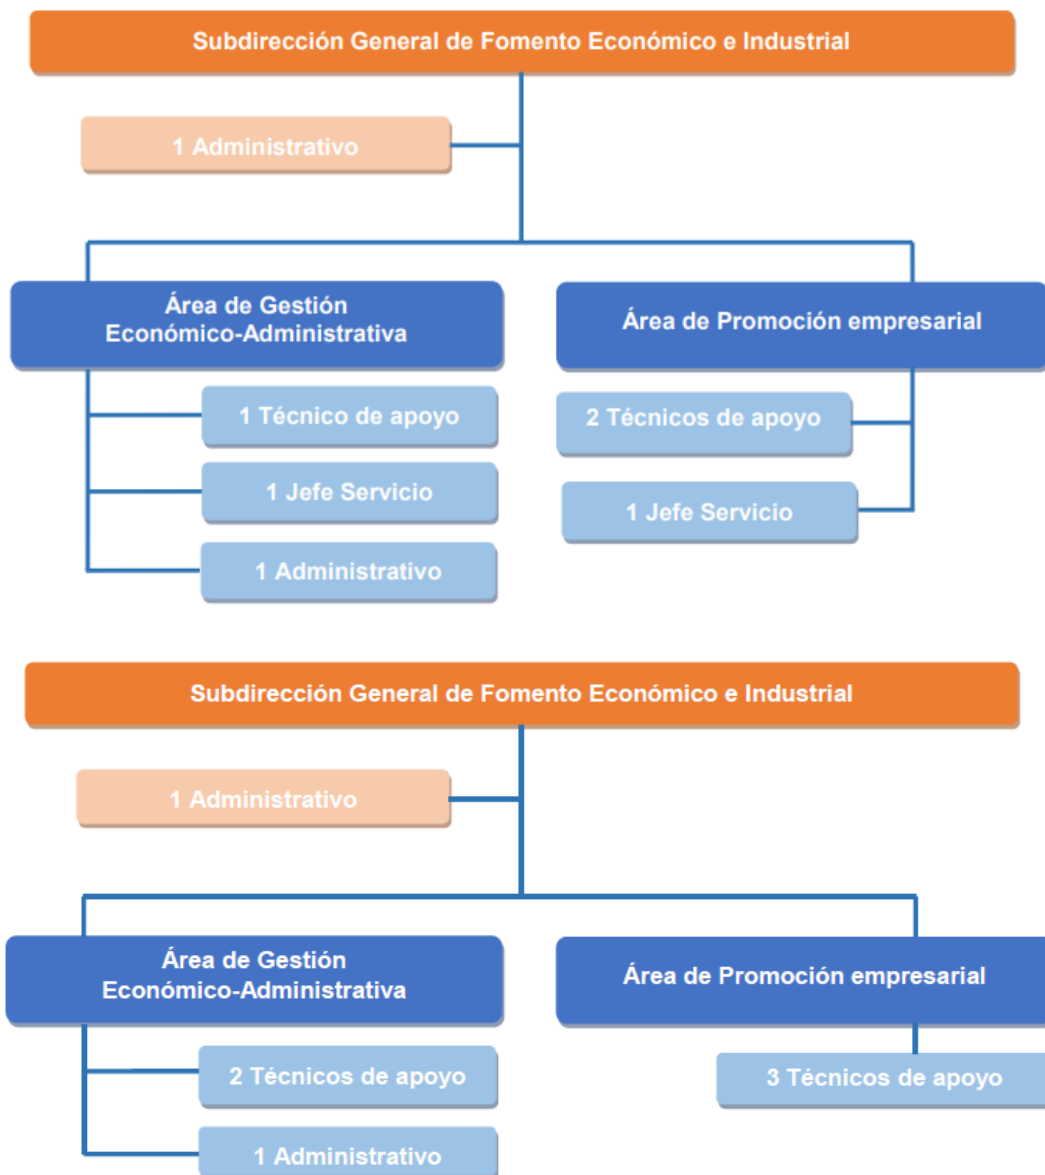 Subdirección General de Fomento Económico e Industrial
1 Administrativo
Área de Gestión
Económico-Administrativa
1 Técnico de apoyo
1 Jefe Servicio
1 Administrativo
Área de Promoción empresarial
2 Técnicos de apoyo
1 Jefe Servicio
Subdirección General de Fomento Económico e Industrial
1 Administrativo
Área de Gestión
Económico-Administrativa
2 Técnicos de apoyo
1 Administrativo
Área de Promoción empresarial
3 Técnicos de apoyo